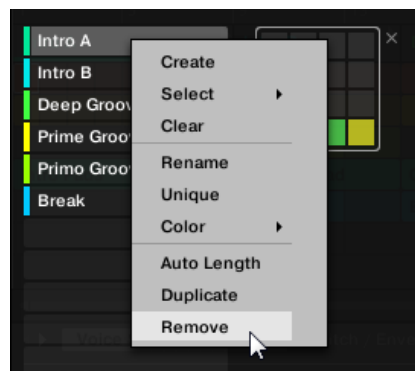 Intro A
Intro B
Deep Groov
Prime Groo
Primo Groo
Break
Create
Select
Clear
Rename
Unique
Color
Auto Length
Duplicate
Remove